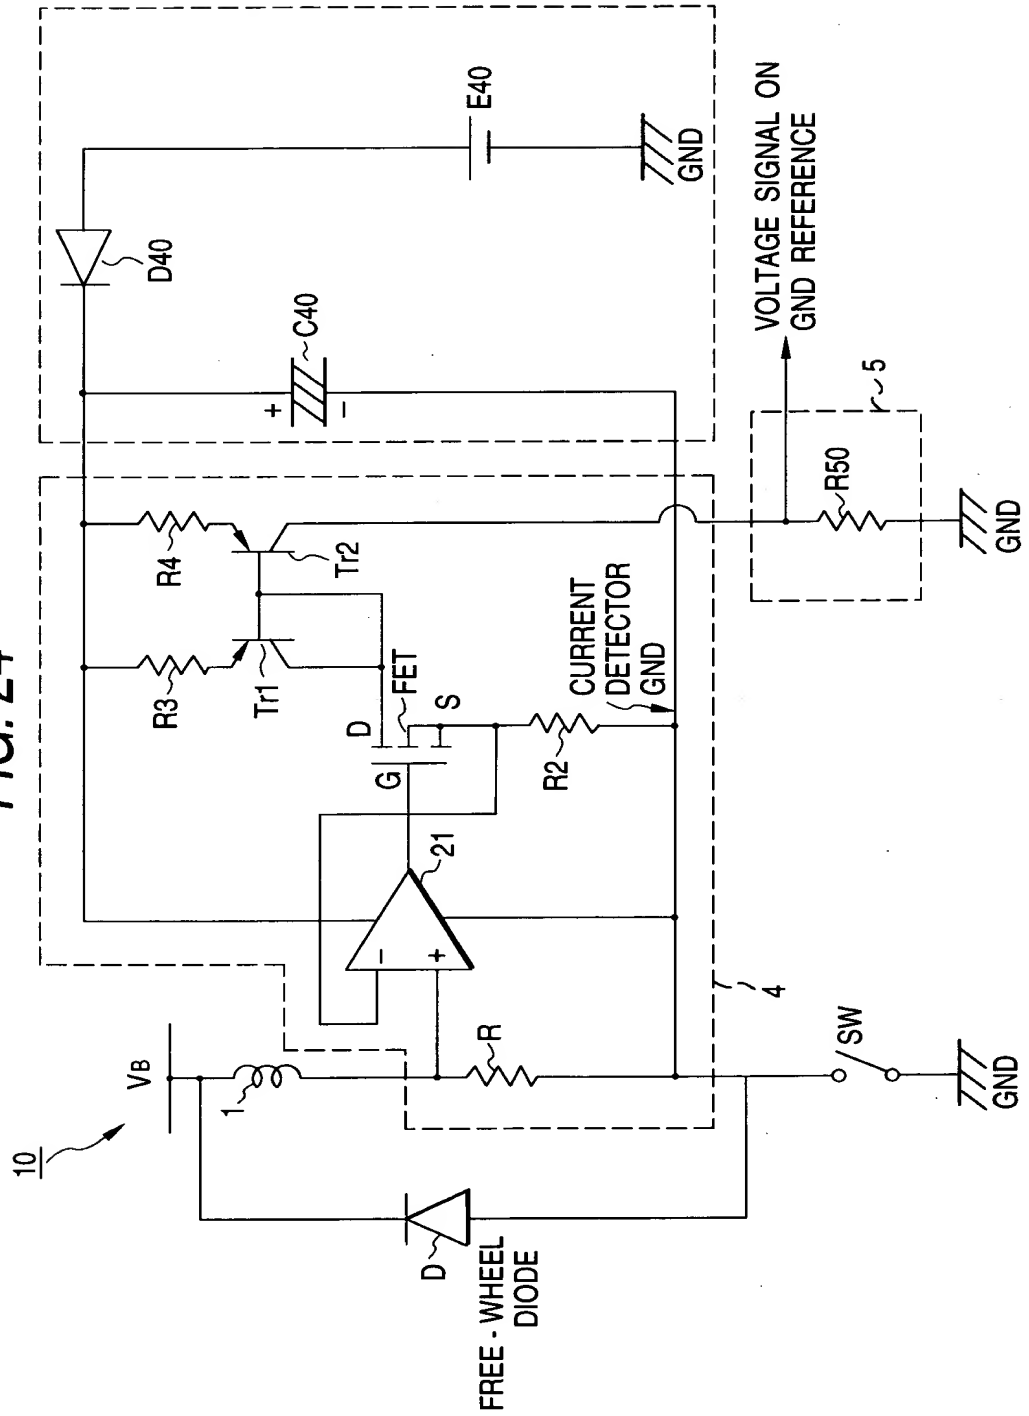 FIG. 24
10
VB
1
D
FREE - WHEEL
DIODE
R
SW
GND
4
-
+
21
G
D
S
FET
R2
R3
Tr1
R4
Tr2
CURRENT
DETECTOR
GND
D40
+
-
C40
E40
GND
VOLTAGE SIGNAL ON
GND REFERENCE
5
R50
GND